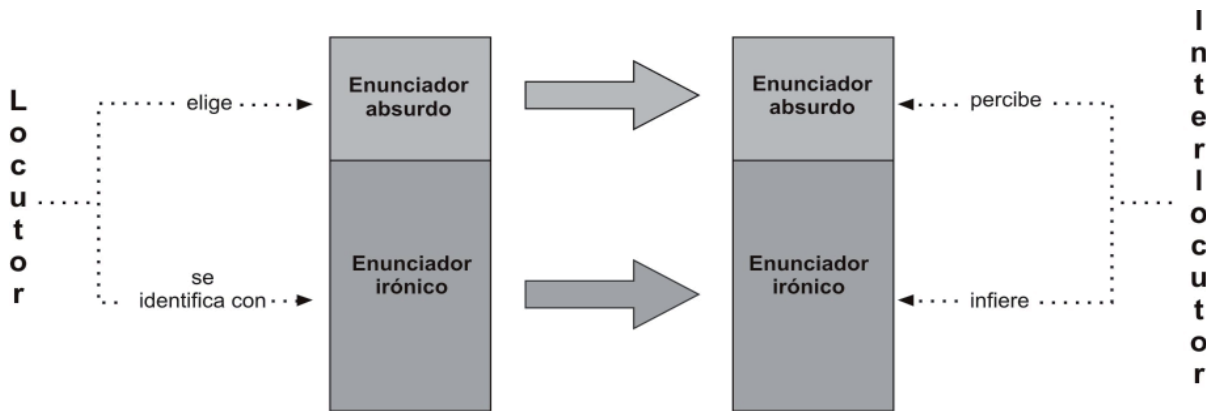 Locutor
elige
se
identifica con
Enunciador
absurdo
Enunciador
irónico
Enunciador
absurdo
Enunciador
irónico
percibe
infiere
Interlocutor